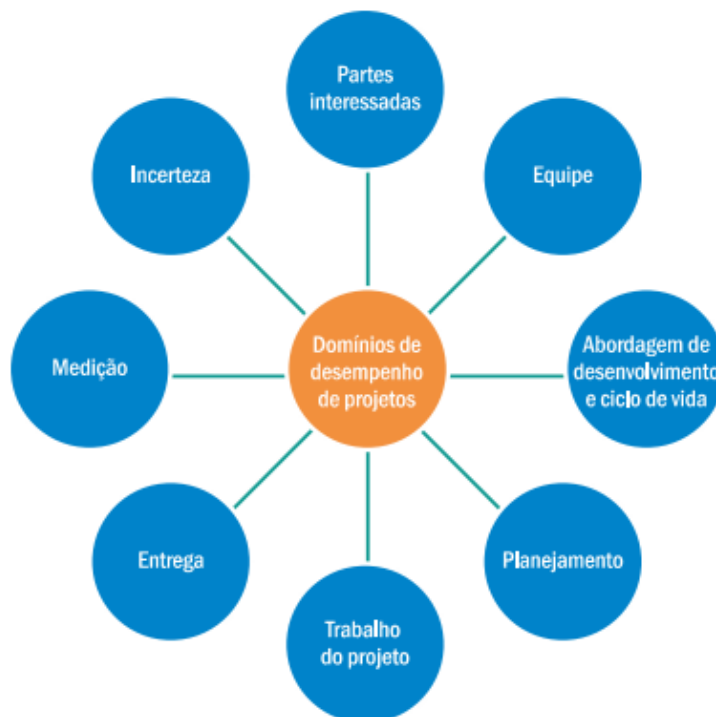 Partes
interessadas
Equipe
Abordagem de
desenvolvimento
e ciclo de vida
Planejamento
Trabalho
do projeto
Entrega
Medição
Incerteza
Domínios de
desempenho
de projetos